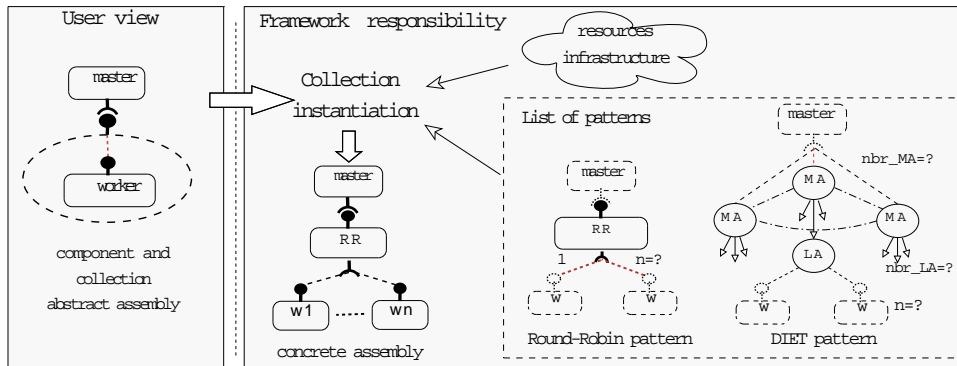 User view
master
worker
component and
collection
abstract assembly
Framework responsibility
resources
infrastructure
Collection
instantiation
master
RR
w1
wn
concrete assembly
List of patterns
master
RR
1
n=?
w
w
Round-Robin pattern
master
nbr_MA=?
MA
MA
MA
LA
nbr_LA=?
w
w
n=?
DIET pattern